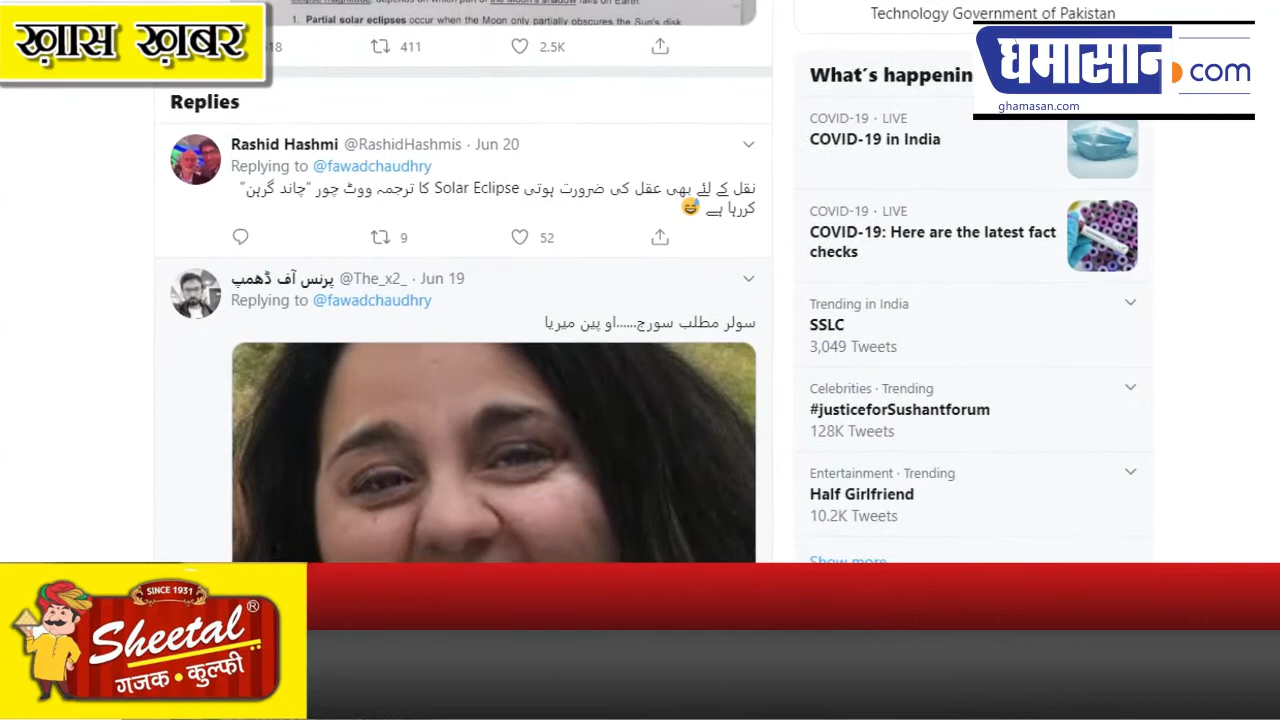 ख़ास ख़बर
1. Partial solar eclipses occur when the Moon only partially obscures the Sun's disk
411
2.5K
Technology Government of Pakistan
घमासान.com
ghamasan.com
Replies
Rashid Hashmi @RashidHashmis · Jun 20
Replying to @fawadchaudhry
نقل کے لئے بھی عقل کی ضرورت ہوتی Solar Eclipse کا ترجمہ ووٹ چور "چاند گرہن"
کررہا ہے 😅
9
52
پرنس آف ڈھمپ @The_x2_ · Jun 19
Replying to @fawadchaudhry
سولر مطلب سورج......او پین میریا
COVID-19 · LIVE
COVID-19 in India
COVID-19 · LIVE
COVID-19: Here are the latest fact
checks
Trending in India
SSLC
3,049 Tweets
Celebrities · Trending
#justiceforSushantforum
128K Tweets
Entertainment · Trending
Half Girlfriend
10.2K Tweets
Show more
SINCE 1931
Sheetal®
गजक • कुल्फी